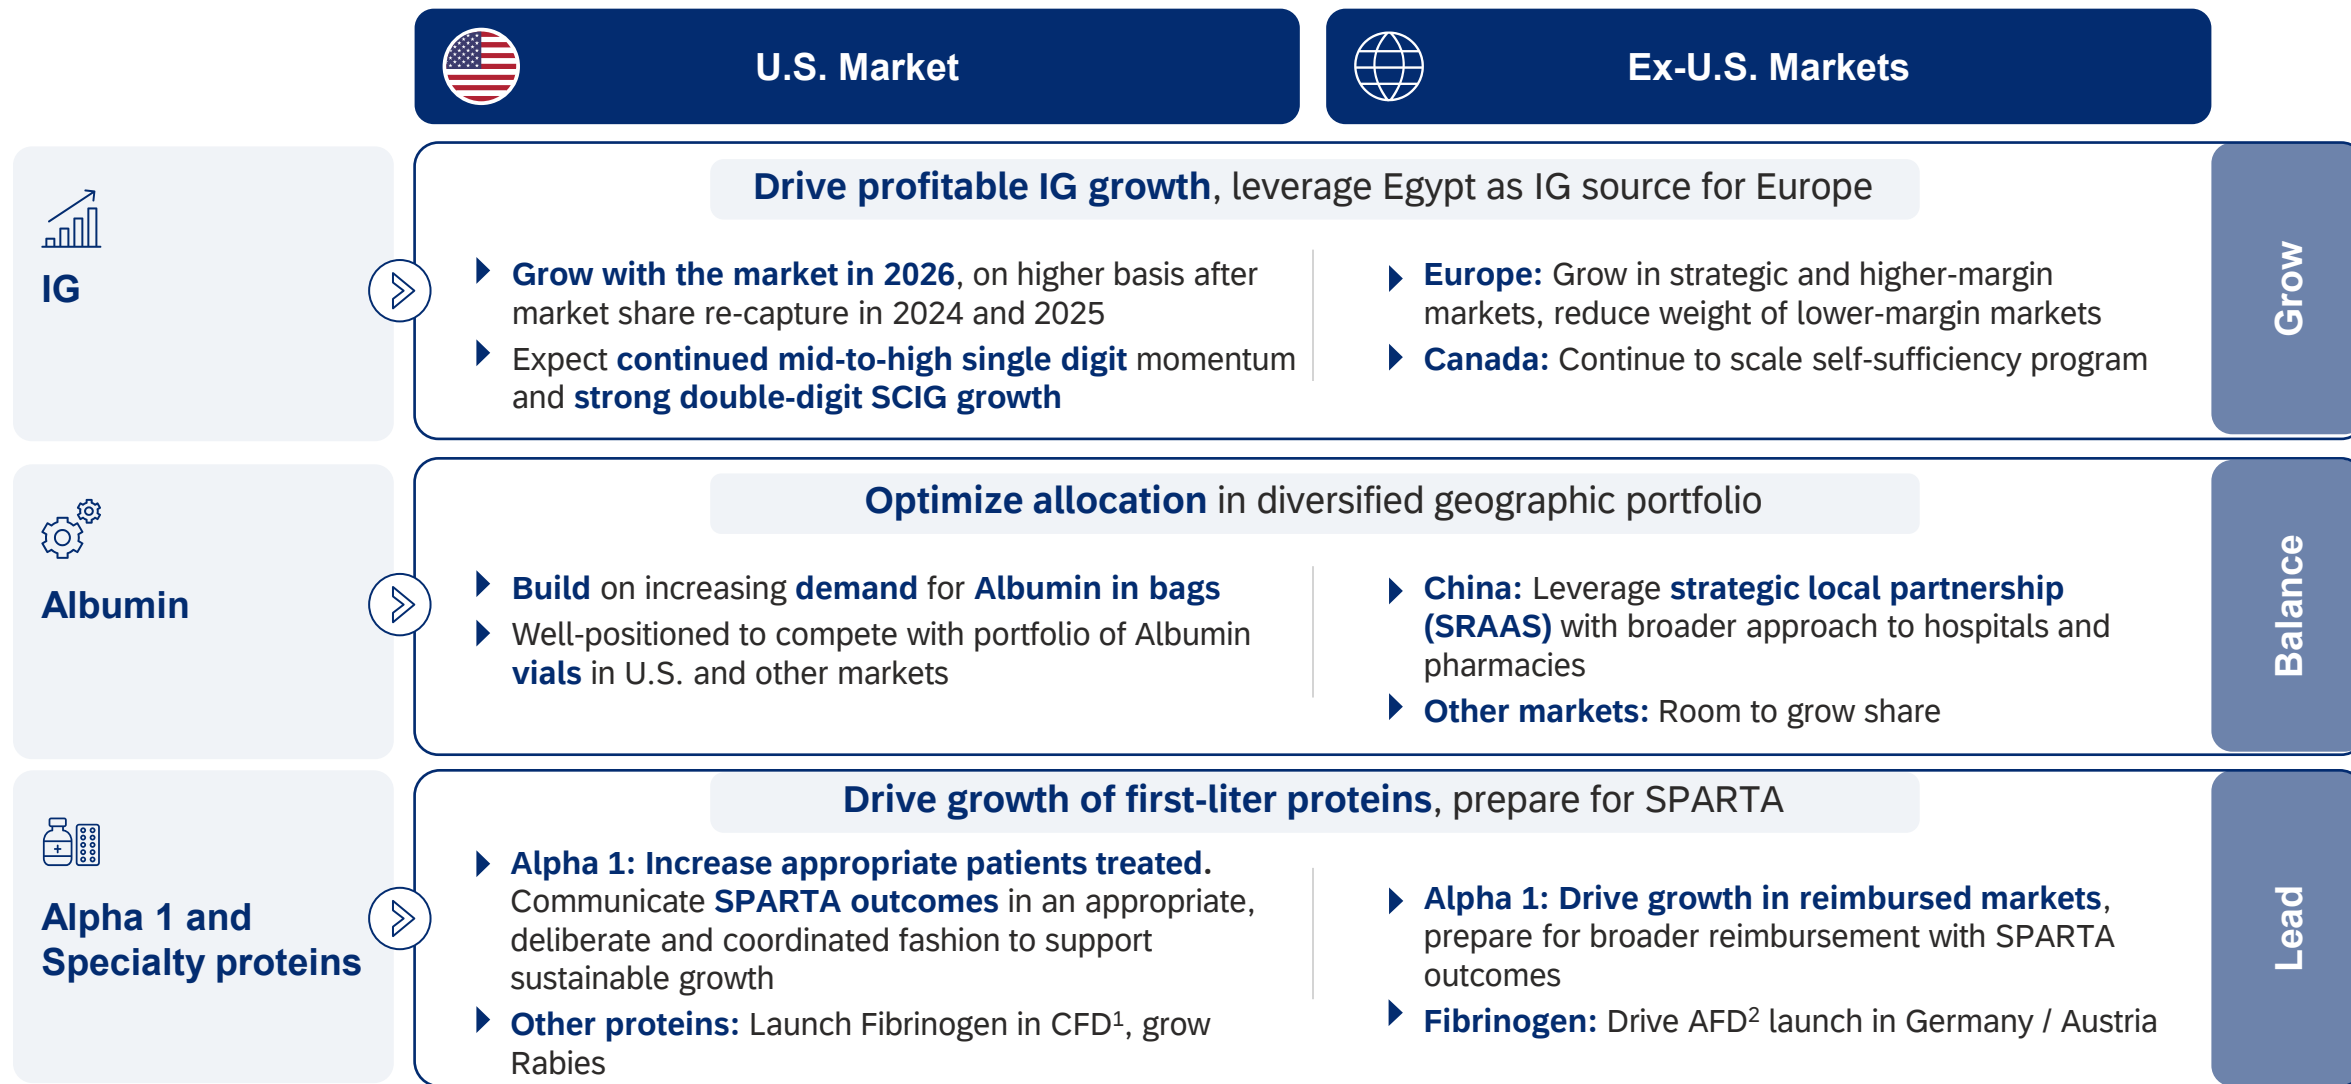 U.S. Market
Ex-U.S. Markets
IG
Drive profitable IG growth, leverage Egypt as IG source for Europe
Grow with the market in 2026, on higher basis after
market share re-capture in 2024 and 2025
Expect continued mid-to-high single digit momentum
and strong double-digit SCIG growth
Europe: Grow in strategic and higher-margin
markets, reduce weight of lower-margin markets
Canada: Continue to scale self-sufficiency program
Grow
Albumin
Optimize allocation in diversified geographic portfolio
Build on increasing demand for Albumin in bags
Well-positioned to compete with portfolio of Albumin
vials in U.S. and other markets
China: Leverage strategic local partnership
(SRAAS) with broader approach to hospitals and
pharmacies
Other markets: Room to grow share
Balance
Alpha 1 and
Specialty proteins
Drive growth of first-liter proteins, prepare for SPARTA
Alpha 1: Increase appropriate patients treated.
Communicate SPARTA outcomes in an appropriate,
deliberate and coordinated fashion to support
sustainable growth
Other proteins: Launch Fibrinogen in CFD¹, grow
Rabies
Alpha 1: Drive growth in reimbursed markets,
prepare for broader reimbursement with SPARTA
outcomes
Fibrinogen: Drive AFD² launch in Germany / Austria
Lead